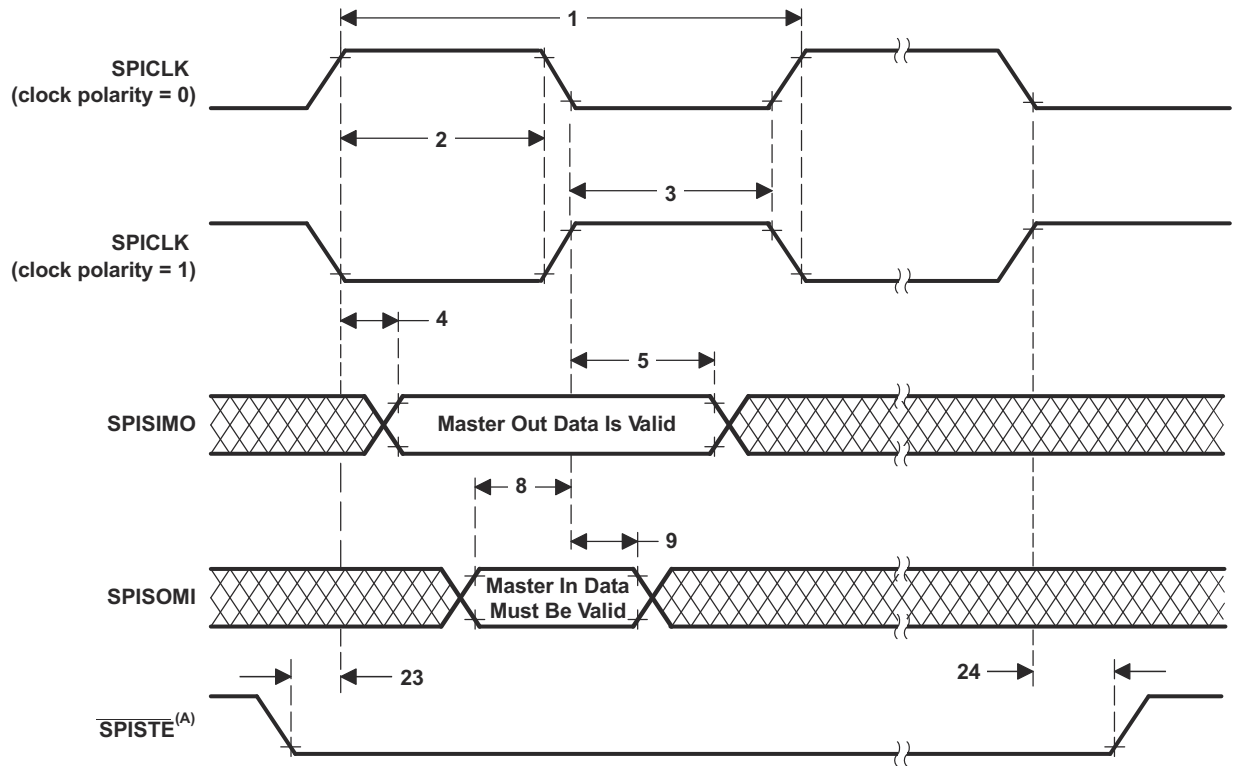 1
SPICLK
(clock polarity = 0)
2
3
SPICLK
(clock polarity = 1)
4
5
SPISIMO
Master Out Data Is Valid
8
9
SPISOMI
Master In Data
Must Be Valid
23
24
SPISTE(A)